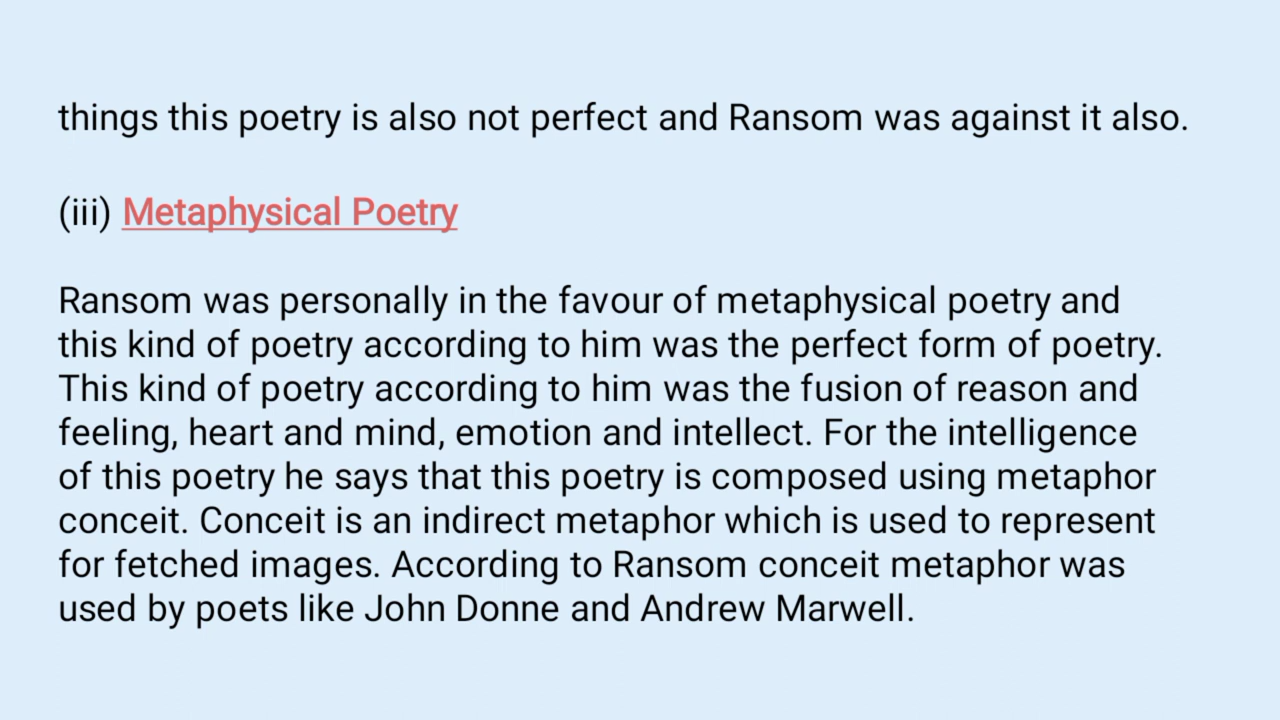 things this poetry is also not perfect and Ransom was against it also.
(iii) Metaphysical Poetry
Ransom was personally in the favour of metaphysical poetry and
this kind of poetry according to him was the perfect form of poetry.
This kind of poetry according to him was the fusion of reason and
feeling, heart and mind, emotion and intellect. For the intelligence
of this poetry he says that this poetry is composed using metaphor
conceit. Conceit is an indirect metaphor which is used to represent
for fetched images. According to Ransom conceit metaphor was
used by poets like John Donne and Andrew Marwell.